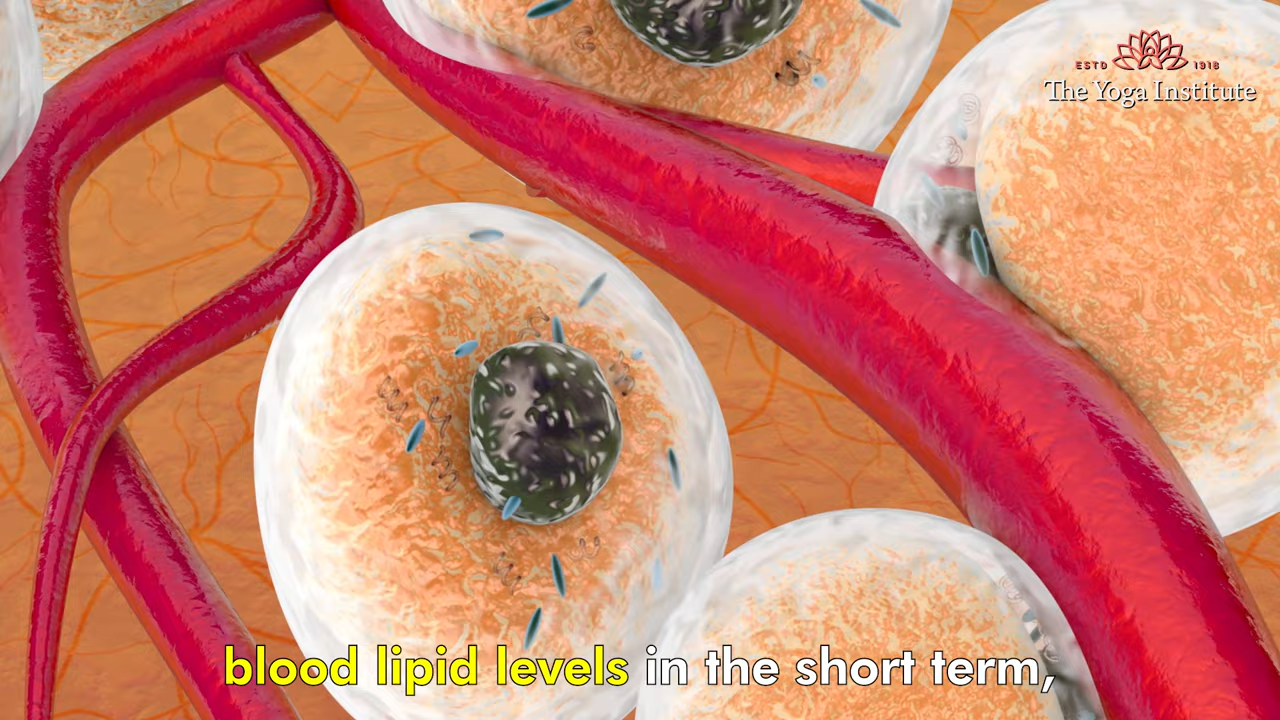 ESTD 1918
The Yoga Institute
blood lipid levels in the short term,